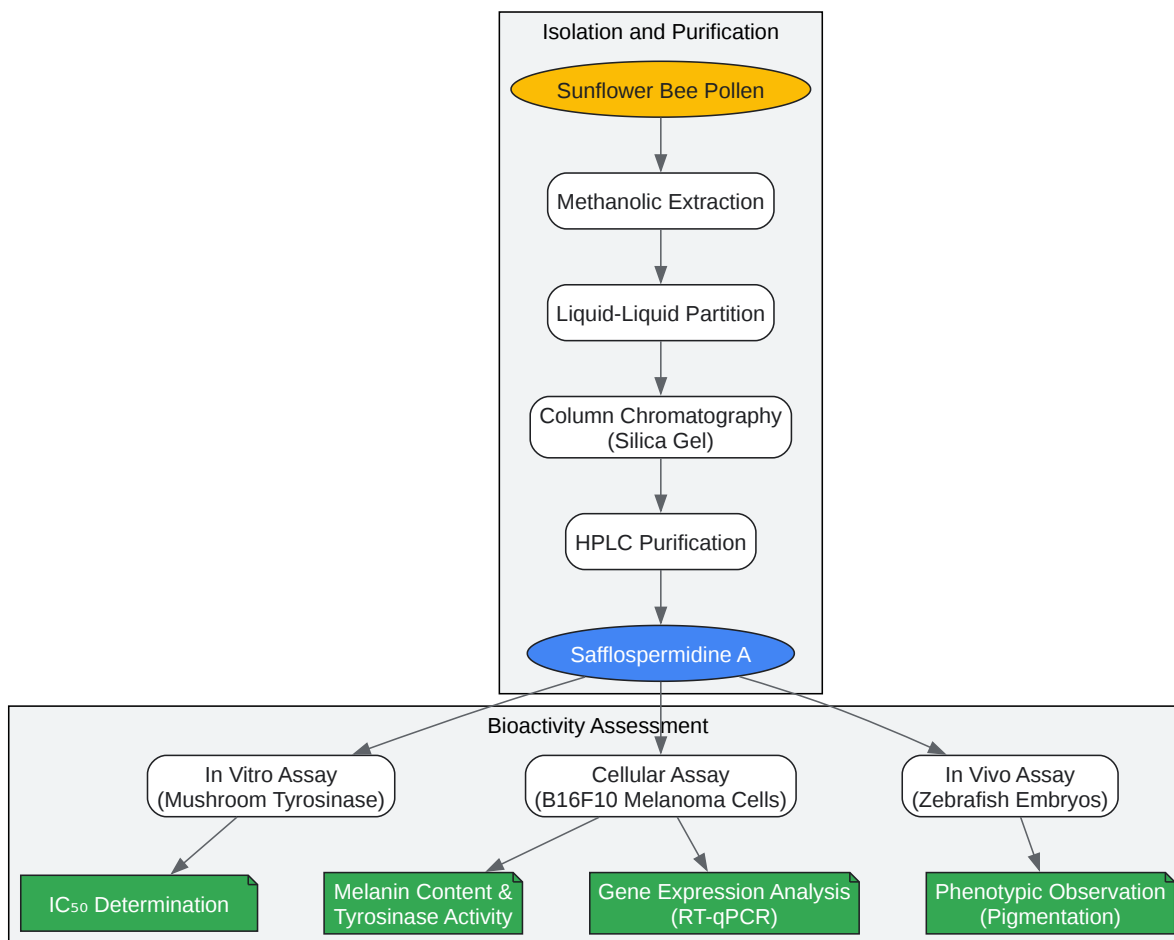 Isolation and Purification
Sunflower Bee Pollen
Methanolic Extraction
Liquid-Liquid Partition
Column Chromatography
(Silica Gel)
HPLC Purification
Safflospermidine A
Bioactivity Assessment
In Vitro Assay
(Mushroom Tyrosinase)
Cellular Assay
(B16F10 Melanoma Cells)
In Vivo Assay
(Zebrafish Embryos)
IC₅₀ Determination
Melanin Content &
Tyrosinase Activity
Gene Expression Analysis
(RT-qPCR)
Phenotypic Observation
(Pigmentation)